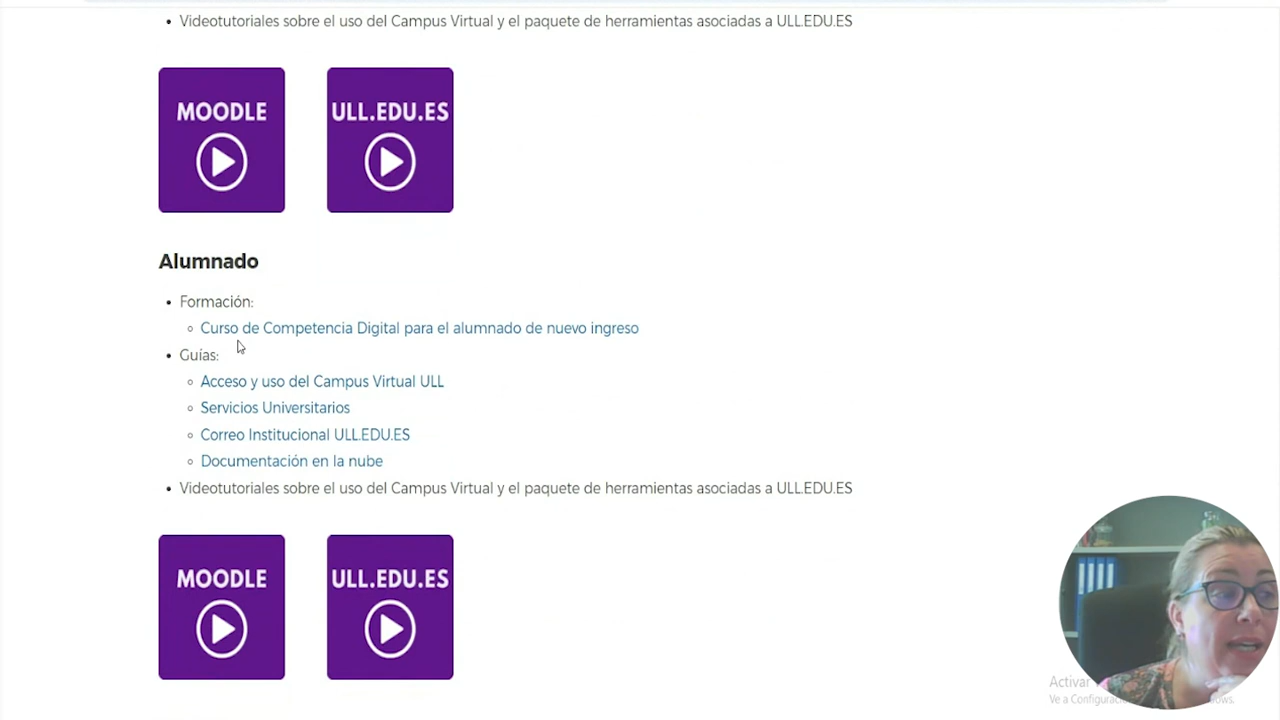 Videotutoriales sobre el uso del Campus Virtual y el paquete de herramientas asociadas a ULL.EDU.ES
MOODLE
ULL.EDU.ES
Alumnado
Formación:
Curso de Competencia Digital para el alumnado de nuevo ingreso
Guías:
Acceso y uso del Campus Virtual ULL
Servicios Universitarios
Correo Institucional ULL.EDU.ES
Documentación en la nube
Videotutoriales sobre el uso del Campus Virtual y el paquete de herramientas asociadas a ULL.EDU.ES
MOODLE
ULL.EDU.ES
Activar
Ve a